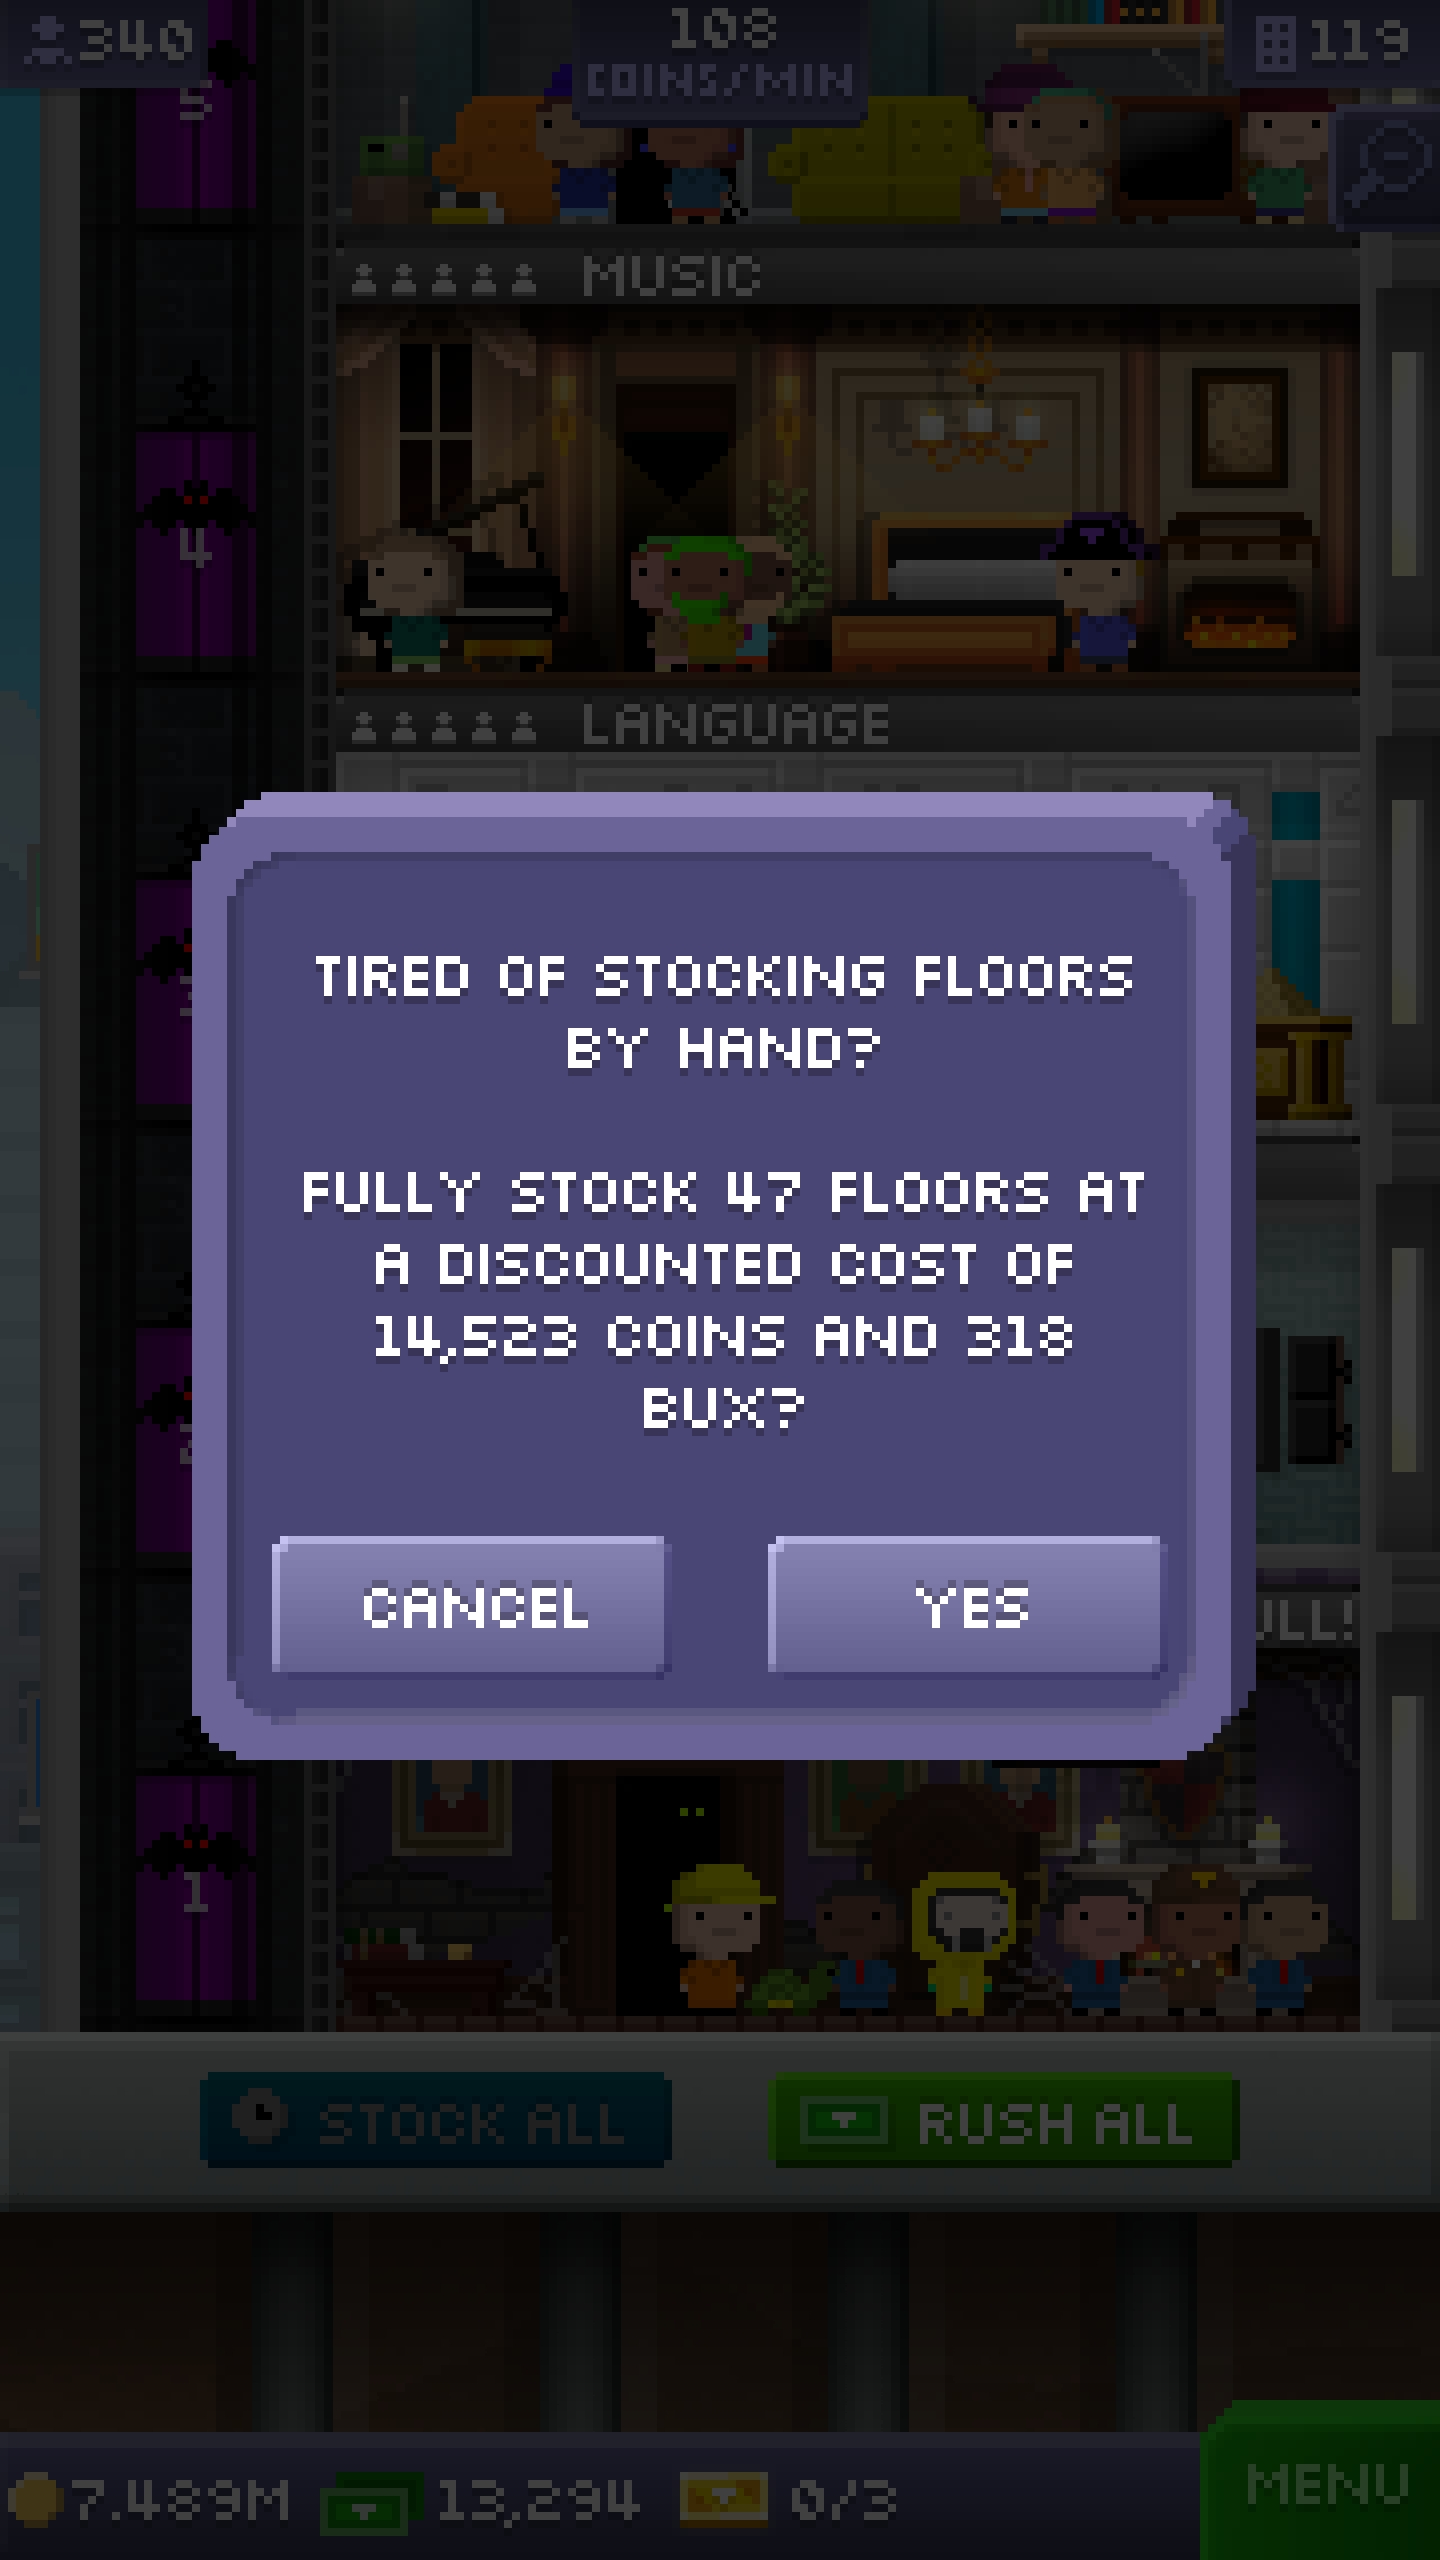 340
108
COINS/MIN
119
5
MUSIC
4
LANGUAGE
TIRED OF STOCKING FLOORS
BY HAND?
FULLY STOCK 47 FLOORS AT
A DISCOUNTED COST OF
14,523 COINS AND 318
BUX?
CANCEL
YES
1
STOCK ALL
RUSH ALL
7.489M
13,294
0/3
MENU